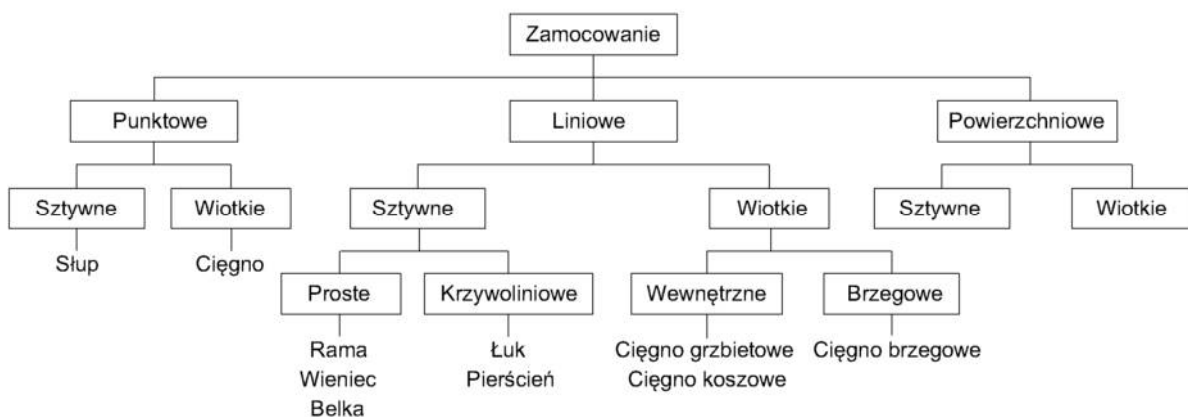 Zamocowanie
Punktowe
Liniowe
Powierzchniowe
Sztywne
Wiotkie
Sztywne
Wiotkie
Sztywne
Wiotkie
Słup
Cięgno
Proste
Krzywoliniowe
Wewnętrzne
Brzegowe
Rama
Wieniec
Belka
Łuk
Pierścień
Cięgno grzbietowe
Cięgno koszowe
Cięgno brzegowe